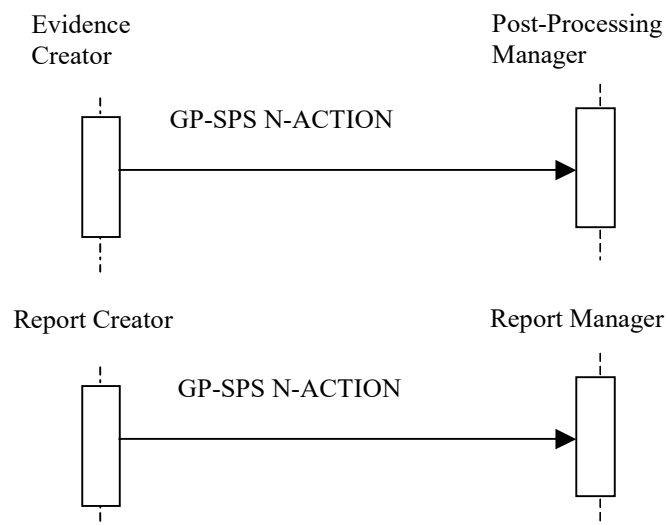 Evidence
Creator
Post-Processing
Manager
GP-SPS N-ACTION
Report Creator
Report Manager
GP-SPS N-ACTION